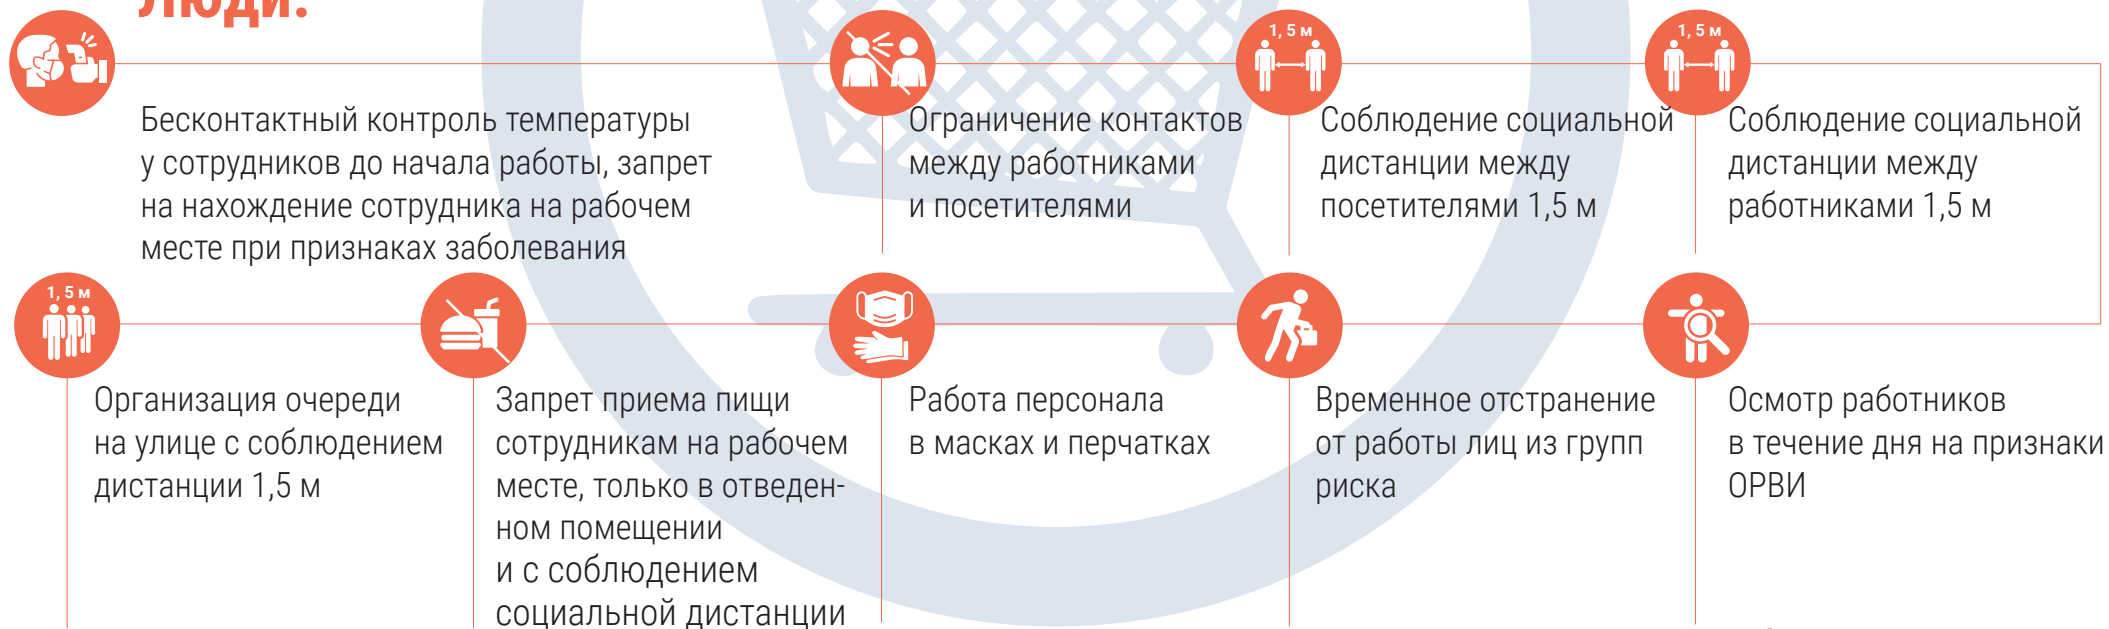 Люди:
Бесконтактный контроль температуры
у сотрудников до начала работы, запрет
на нахождение сотрудника на рабочем
месте при признаках заболевания
Ограничение контактов
между работниками
и посетителями
1, 5 м
Соблюдение социальной
дистанции между
посетителями 1,5 м
1, 5 м
Соблюдение социальной
дистанции между
работниками 1,5 м
1, 5 м
Организация очереди
на улице с соблюдением
дистанции 1,5 м
Запрет приема пищи
сотрудникам на рабочем
месте, только в отведен-
ном помещении
и с соблюдением
социальной дистанции
Работа персонала
в масках и перчатках
Временное отстранение
от работы лиц из групп
риска
Осмотр работников
в течение дня на признаки
ОРВИ